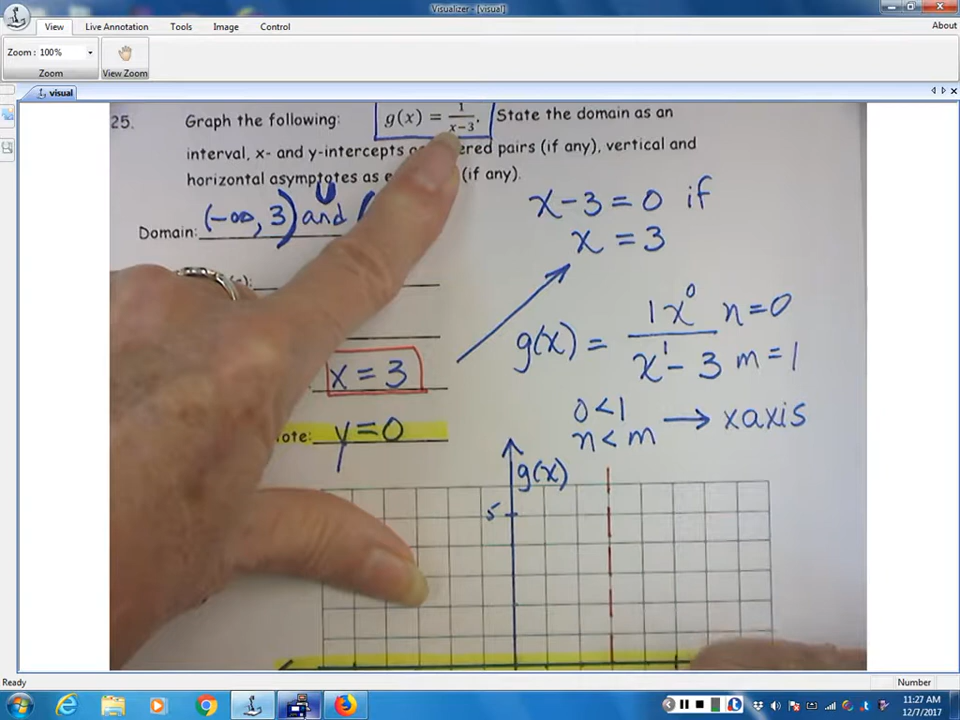 Visualizer - [visual]
View Live Annotation Tools Image Control About
Zoom : 100%
Zoom View Zoom
visual
25. Graph the following: g(x) = 1/x-3. State the domain as an
interval, x- and y-intercepts pairs (if any), vertical and
horizontal asymptotes as (if any).
Domain: (-∞, 3) and
∪
x - 3 = 0 if
x = 3
(-):
g(x) = 1x⁰/x¹ - 3 n = 0 m = 1
x = 3
0 < 1
n < m → x axis
y = 0
g(x)
5
Ready Number
11:27 AM
12/7/2017